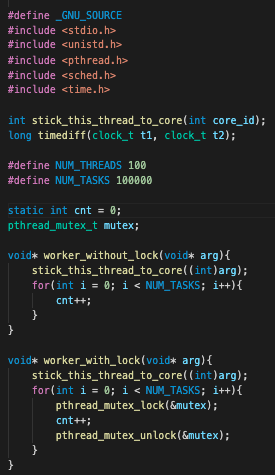 #define _GNU_SOURCE
#include <stdio.h>
#include <unistd.h>
#include <pthread.h>
#include <sched.h>
#include <time.h>
int stick_this_thread_to_core(int core_id);
long timediff(clock_t t1, clock_t t2);
#define NUM_THREADS 100
#define NUM_TASKS 100000
static int cnt = 0;
pthread_mutex_t mutex;
void* worker_without_lock(void* arg){
    stick_this_thread_to_core((int)arg);
    for(int i = 0; i < NUM_TASKS; i++){
        cnt++;
    }
}
void* worker_with_lock(void* arg){
    stick_this_thread_to_core((int)arg);
    for(int i = 0; i < NUM_TASKS; i++){
        pthread_mutex_lock(&mutex);
        cnt++;
        pthread_mutex_unlock(&mutex);
    }
}